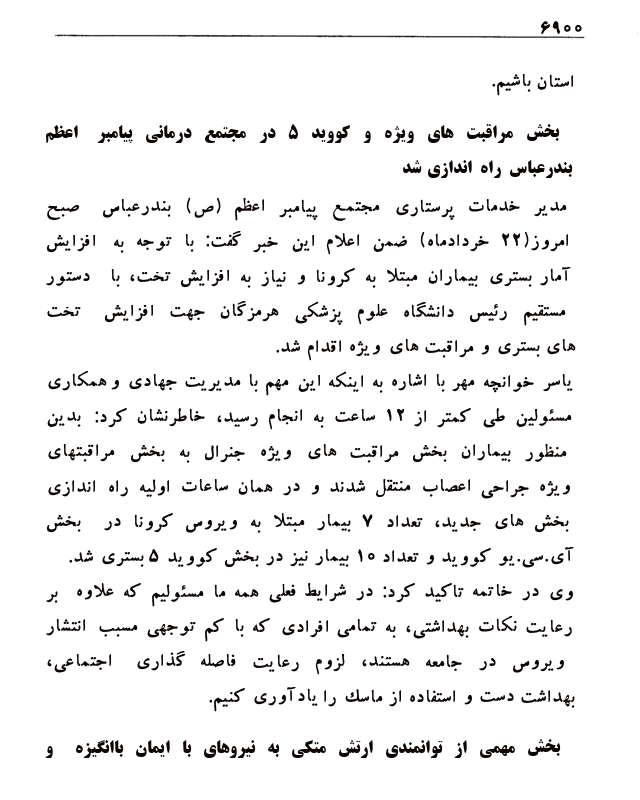 ۶۹۰۰
استان باشیم.
بخش مراقبت های ویژه و کووید ۵ در مجتمع درمانی پیامبر اعظم
بندرعباس راه اندازی شد
مدیر خدمات پرستاری مجتمع پیامبر اعظم (ص) بندرعباس صبح
امروز(۲۲ خردادماه) ضمن اعلام این خبر گفت: با توجه به افزایش
آمار بستری بیماران مبتلا به کرونا و نیاز به افزایش تخت، با دستور
مستقیم رئیس دانشگاه علوم پزشکی هرمزگان جهت افزایش تخت
های بستری و مراقبت های ویژه اقدام شد.
یاسر خوانچه مهر با اشاره به اینکه این مهم با مدیریت جهادی و همکاری
مسئولین طی کمتر از ۱۲ ساعت به انجام رسید، خاطرنشان کرد: بدین
منظور بیماران بخش مراقبت های ویژه جنرال به بخش مراقبتهای
ویژه جراحی اعصاب منتقل شدند و در همان ساعات اولیه راه اندازی
بخش های جدید، تعداد ۷ بیمار مبتلا به ویروس کرونا در بخش
آی.سی.یو کووید و تعداد ۱۰ بیمار نیز در بخش کووید ۵ بستری شد.
وی در خاتمه تاکید کرد: در شرایط فعلی همه ما مسئولیم که علاوه بر
رعایت نکات بهداشتی، به تمامی افرادی که با کم توجهی مسبب انتشار
ویروس در جامعه هستند، لزوم رعایت فاصله گذاری اجتماعی،
بهداشت دست و استفاده از ماسک را یادآوری کنیم.
بخش مهمی از توانمندی ارتش متکی به نیروهای با ایمان باانگیزه و